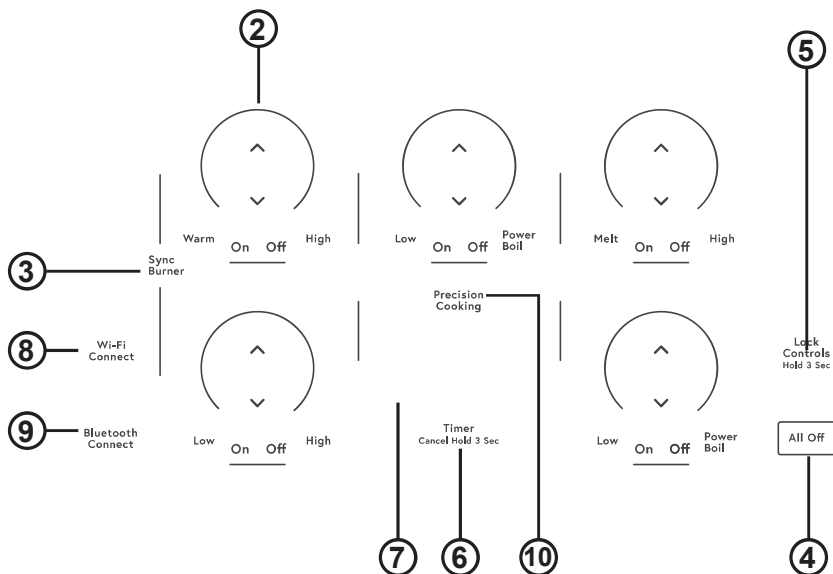 2
5
Warm
On Off
High
Low
On Off
Power
Boil
Melt
On Off
High
3
Sync
Burner
Precision
Cooking
8
Wi-Fi
Connect
Lock
Controls
Hold 3 Sec
9
Bluetooth
Connect
Low
On Off
High
Timer
Cancel Hold 3 Sec
Low
On Off
Power
Boil
All Off
7
6
10
4